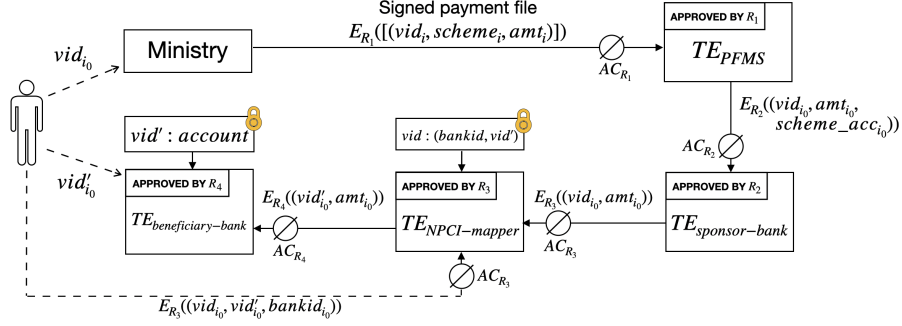 Signed payment file
E_{R_1}([(vid_i, scheme_i, amt_i)])
APPROVED BY R_1
Ministry
TE_{PFMS}
vid_{i_0}
AC_{R_1}
E_{R_2}((vid_{i_0}, amt_{i_0},
scheme_acc_{i_0}))
vid′ : account
vid : (bankid, vid′)
AC_{R_2}
vid′_{i_0}
APPROVED BY R_4
E_{R_4}((vid′_{i_0}, amt_{i_0}))
APPROVED BY R_3
E_{R_3}((vid_{i_0}, amt_{i_0}))
APPROVED BY R_2
TE_{beneficiary−bank}
TE_{NPCI−mapper}
TE_{sponsor−bank}
AC_{R_4}
AC_{R_3}
AC_{R_3}
E_{R_3}((vid_{i_0}, vid′_{i_0}, bankid_{i_0}))